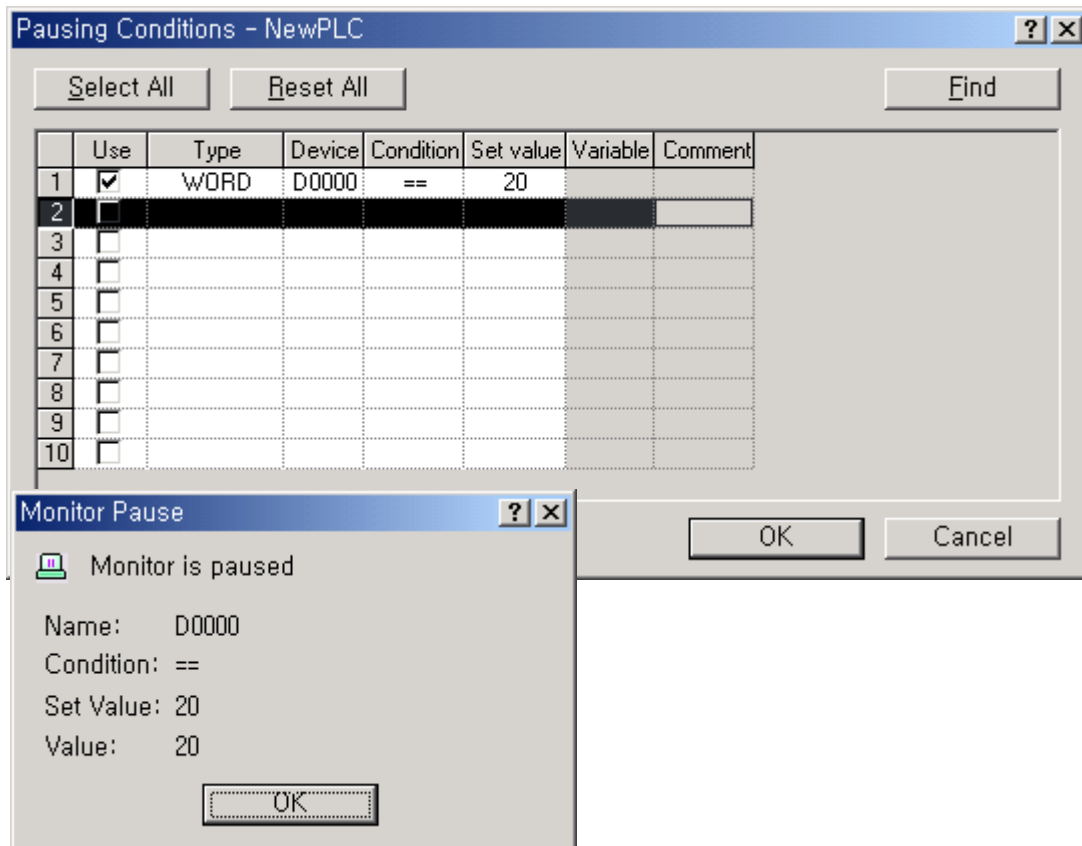 Pausing Conditions - NewPLC
Select All Reset All Find
Use Type Device Condition Set value Variable Comment
1 WORD D0000 == 20
2
3
4
5
6
7
8
9
10
OK Cancel
Monitor Pause
Monitor is paused
Name: D0000
Condition: ==
Set Value: 20
Value: 20
OK